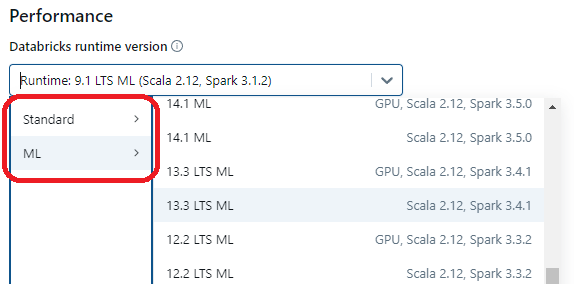 Performance
Databricks runtime version
Runtime: 9.1 LTS ML (Scala 2.12, Spark 3.1.2)
Standard
ML
14.1 ML GPU, Scala 2.12, Spark 3.5.0
14.1 ML Scala 2.12, Spark 3.5.0
13.3 LTS ML GPU, Scala 2.12, Spark 3.4.1
13.3 LTS ML Scala 2.12, Spark 3.4.1
12.2 LTS ML GPU, Scala 2.12, Spark 3.3.2
12.2 LTS ML Scala 2.12, Spark 3.3.2